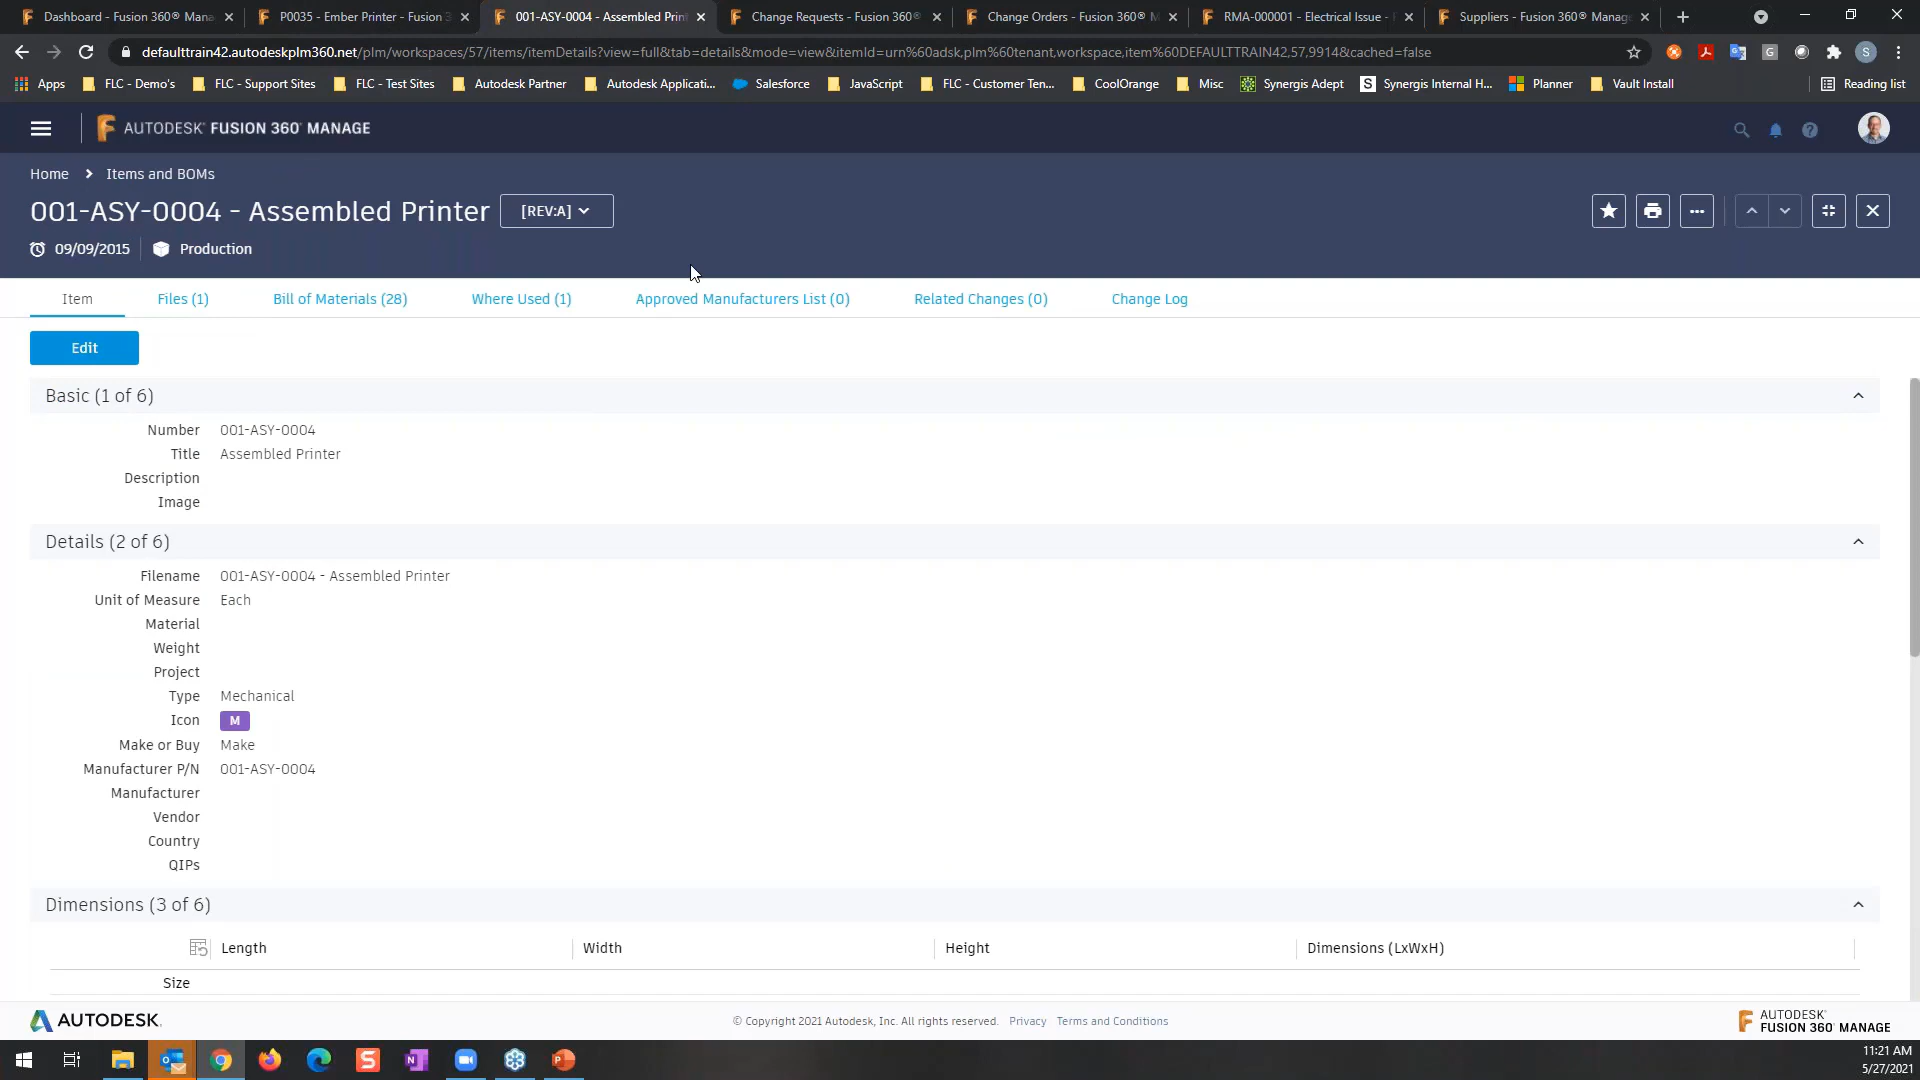 Dashboard - Fusion 360® Mana
P0035 - Ember Printer - Fusion 3
001-ASY-0004 - Assembled Prin
Change Requests - Fusion 360®
Change Orders - Fusion 360® M
RMA-000001 - Electrical Issue -
Suppliers - Fusion 360® Manag
defaulttrain42.autodeskplm360.net/plm/workspaces/57/items/itemDetails?view=full&tab=details&mode=view&itemId=urn%60adsk,plm%60tenant,workspace,item%60DEFAULTTRAIN42,57,9914&cached=false
Apps FLC - Demo's FLC - Support Sites FLC - Test Sites Autodesk Partner Autodesk Applicati... Salesforce JavaScript FLC - Customer Ten... CoolOrange Misc Synergis Adept Synergis Internal H... Planner Vault Install Reading list
AUTODESK® FUSION 360® MANAGE
Home > Items and BOMs
001-ASY-0004 - Assembled Printer [REV:A]
09/09/2015 Production
Item Files (1) Bill of Materials (28) Where Used (1) Approved Manufacturers List (0) Related Changes (0) Change Log
Edit
Basic (1 of 6)
Number 001-ASY-0004
Title Assembled Printer
Description
Image
Details (2 of 6)
Filename 001-ASY-0004 - Assembled Printer
Unit of Measure Each
Material
Weight
Project
Type Mechanical
Icon M
Make or Buy Make
Manufacturer P/N 001-ASY-0004
Manufacturer
Vendor
Country
QIPs
Dimensions (3 of 6)
Length Width Height Dimensions (LxWxH)
Size
AUTODESK.
© Copyright 2021 Autodesk, Inc. All rights reserved. Privacy Terms and Conditions
AUTODESK®
FUSION 360® MANAGE
11:21 AM
5/27/2021